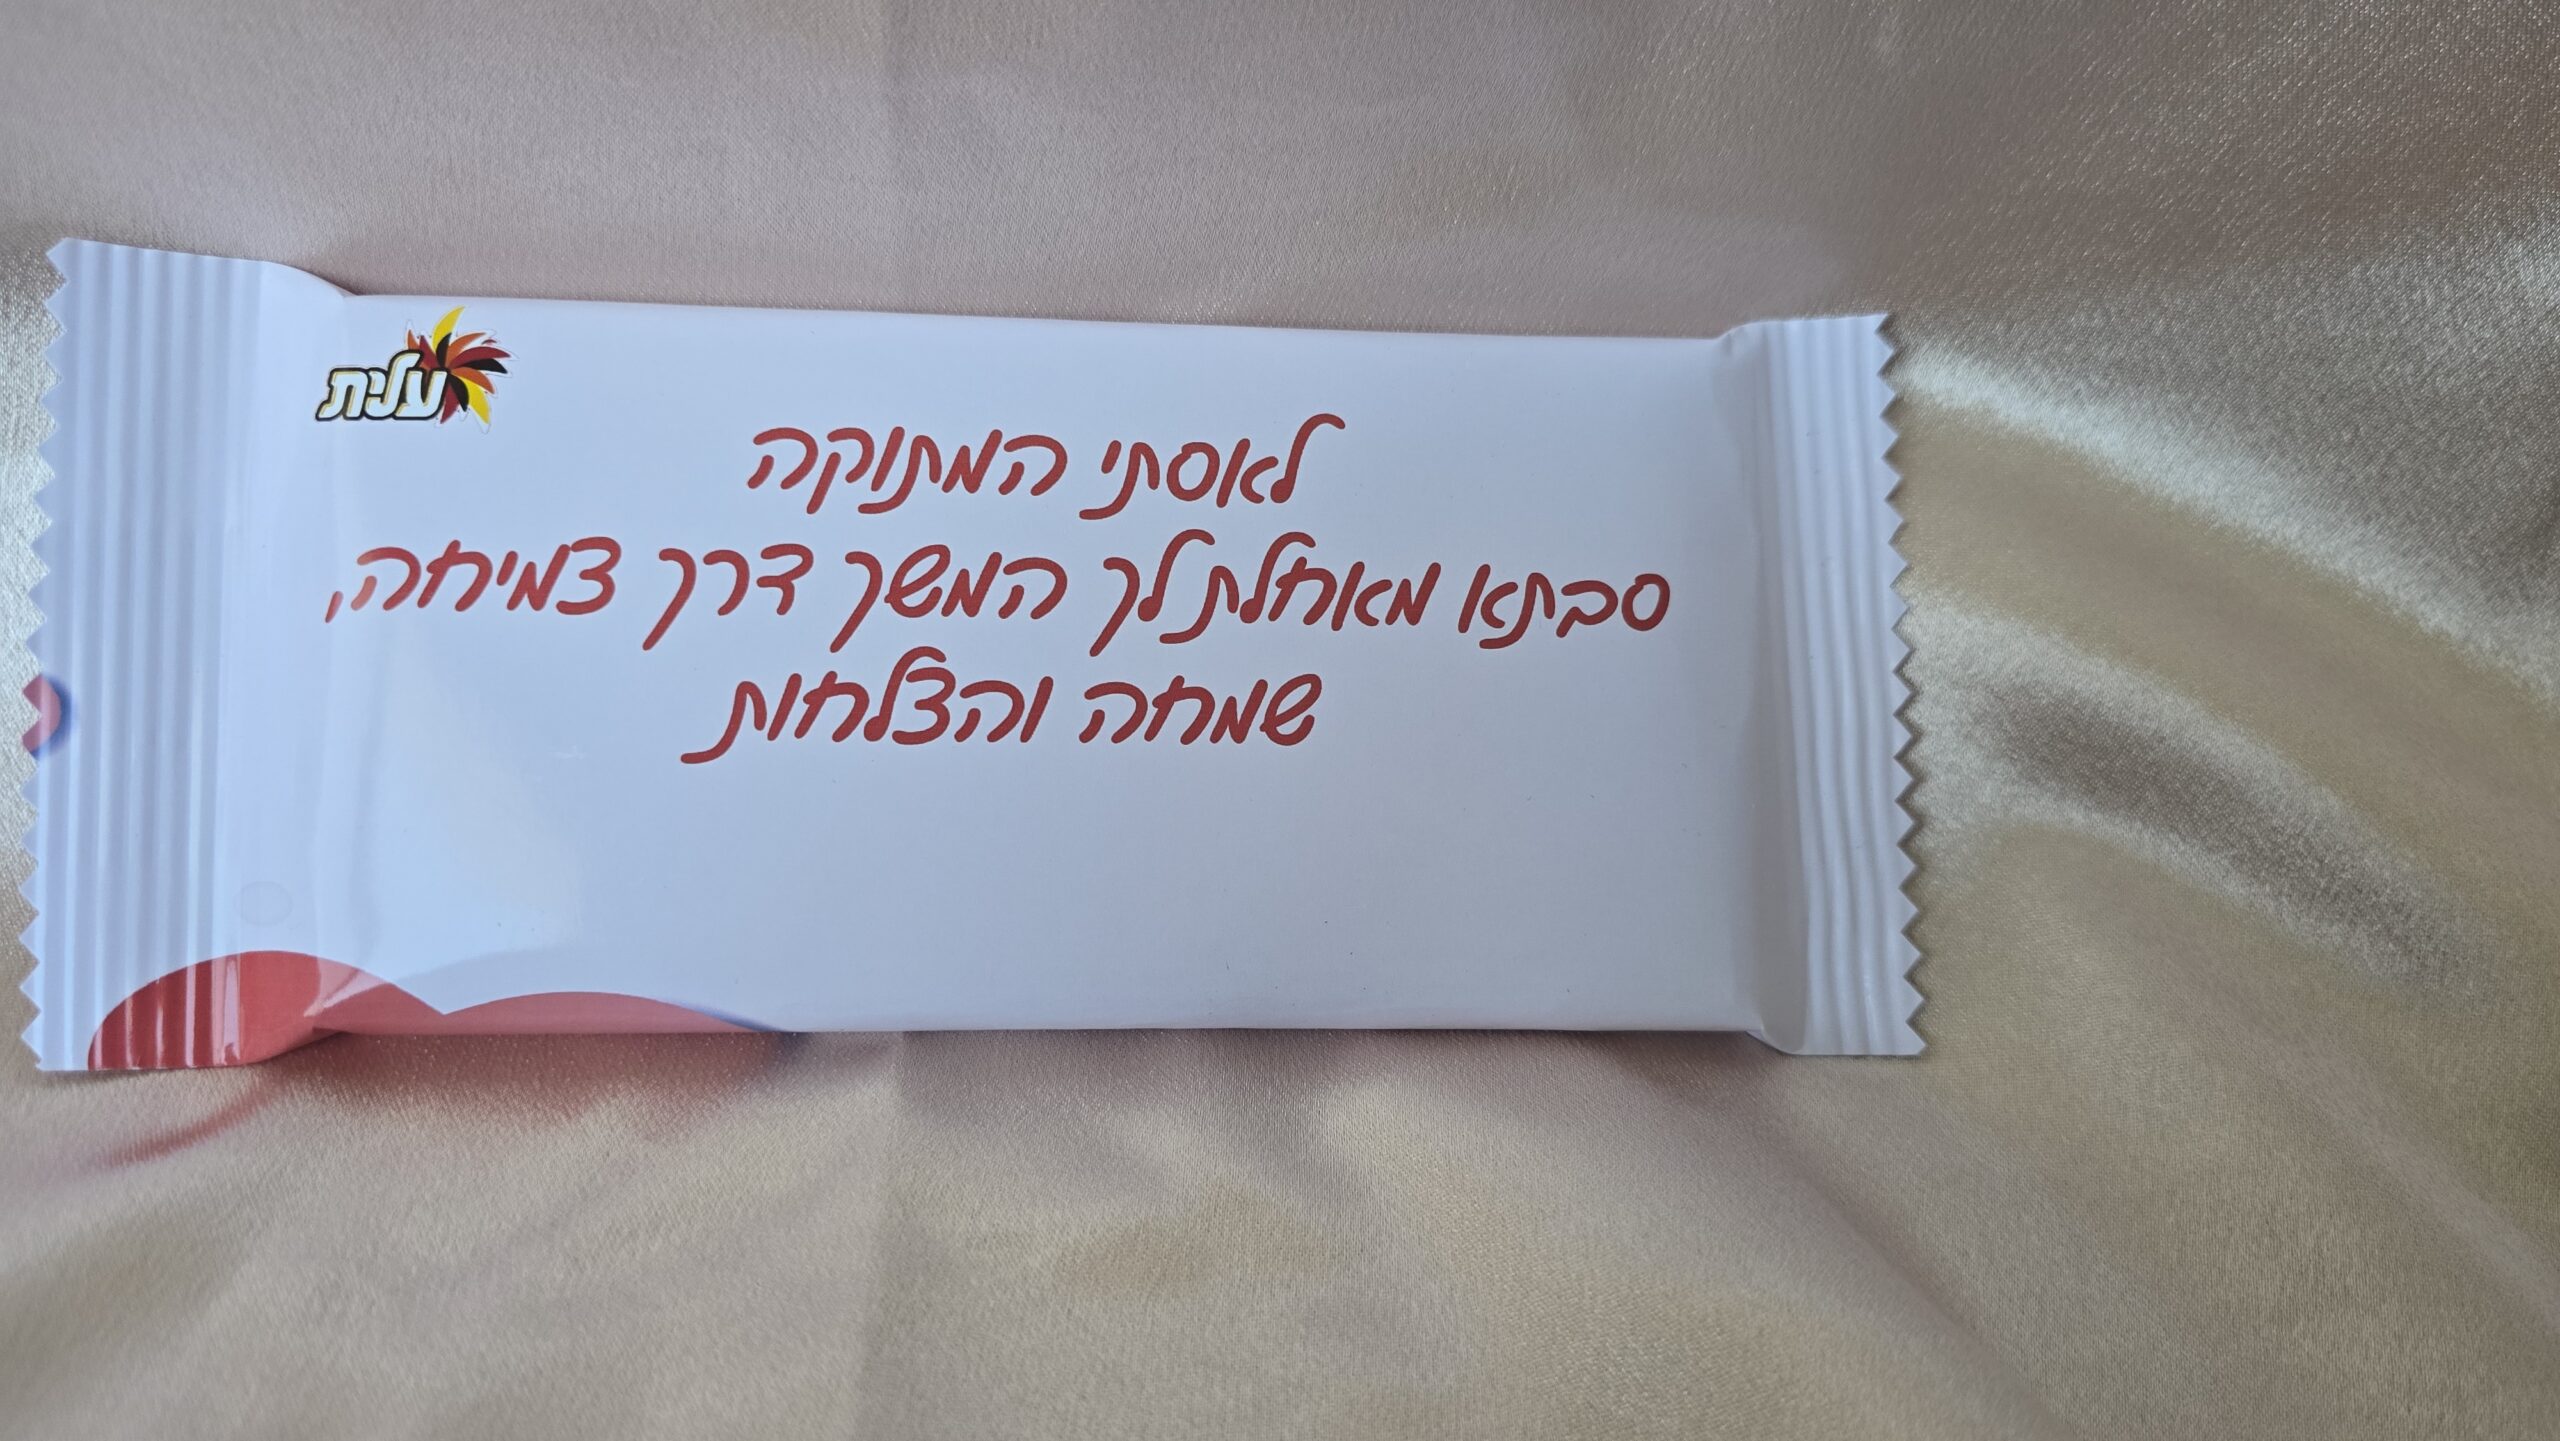 עלית
לאסתי המתוקה
סבתא מאחלת לך המשך דרך צמיחה,
שמחה והצלחות